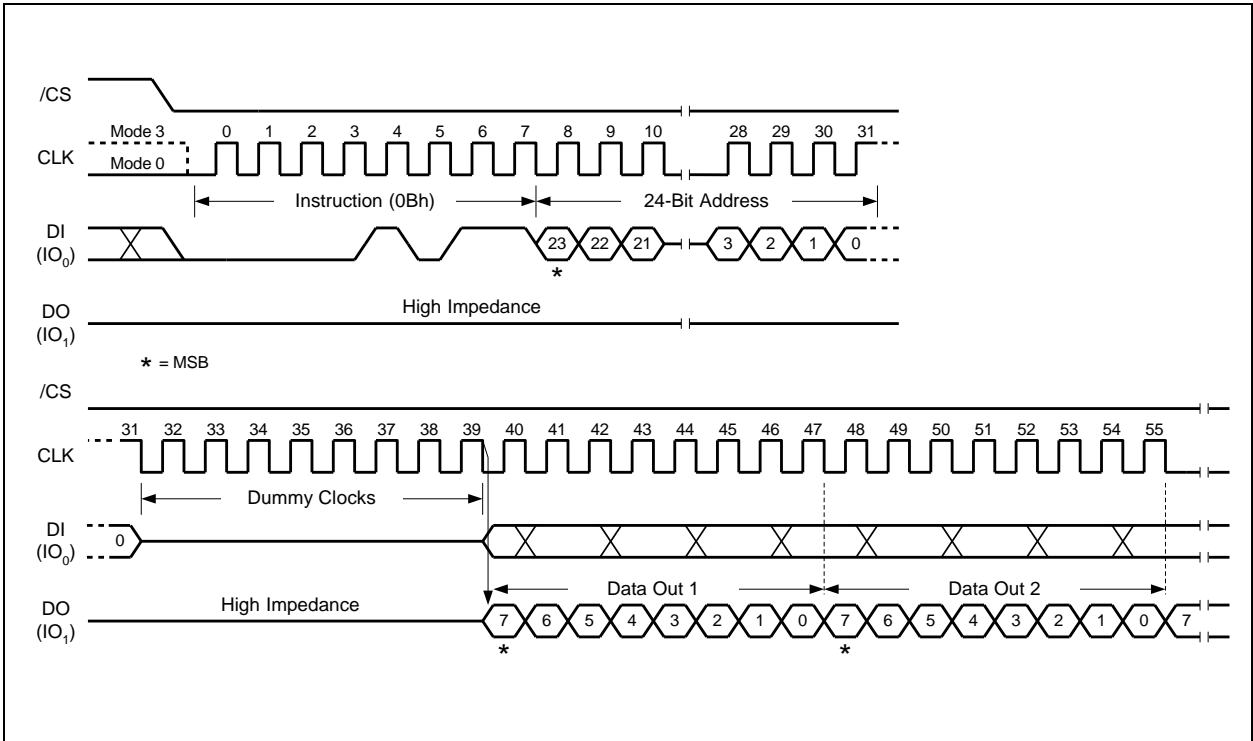 /CS
Mode 3
0 1 2 3 4 5 6 7 8 9 10 28 29 30 31
CLK
Mode 0
Instruction (0Bh) 24-Bit Address
DI
(IO0)
23 22 21 3 2 1 0
*
High Impedance
DO
(IO1)
* = MSB
/CS
31 32 33 34 35 36 37 38 39 40 41 42 43 44 45 46 47 48 49 50 51 52 53 54 55
CLK
Dummy Clocks
DI
(IO0)
0
Data Out 1 Data Out 2
High Impedance
DO
(IO1)
7 6 5 4 3 2 1 0 7 6 5 4 3 2 1 0 7
* *